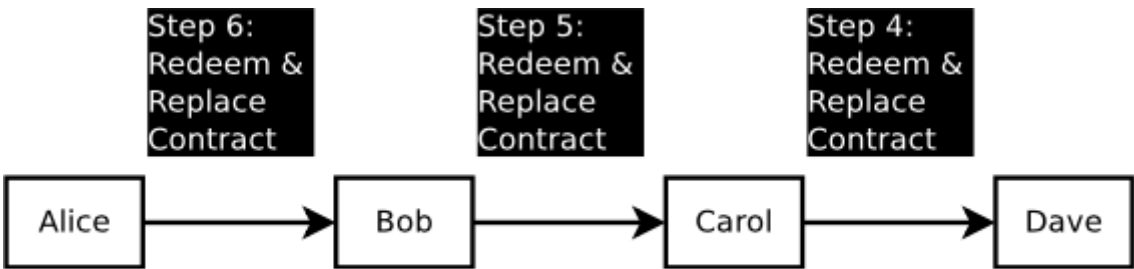 Step 6:
Redeem &
Replace
Contract
Step 5:
Redeem &
Replace
Contract
Step 4:
Redeem &
Replace
Contract
Alice
Bob
Carol
Dave